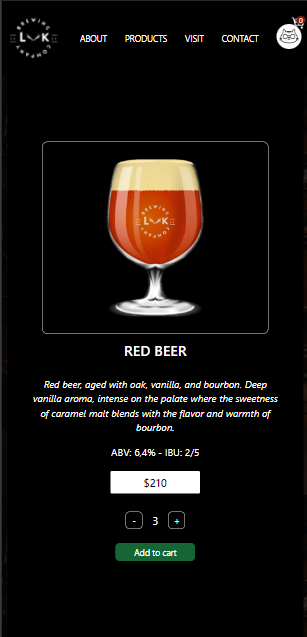 BREWING
L K
COMPANY
ABOUT PRODUCTS VISIT CONTACT
0
BREWING
L K
COMPANY
RED BEER
Red beer, aged with oak, vanilla, and bourbon. Deep
vanilla aroma, intense on the palate where the sweetness
of caramel malt blends with the flavor and warmth of
bourbon.
ABV: 6,4% - IBU: 2/5
$210
- 3 +
Add to cart